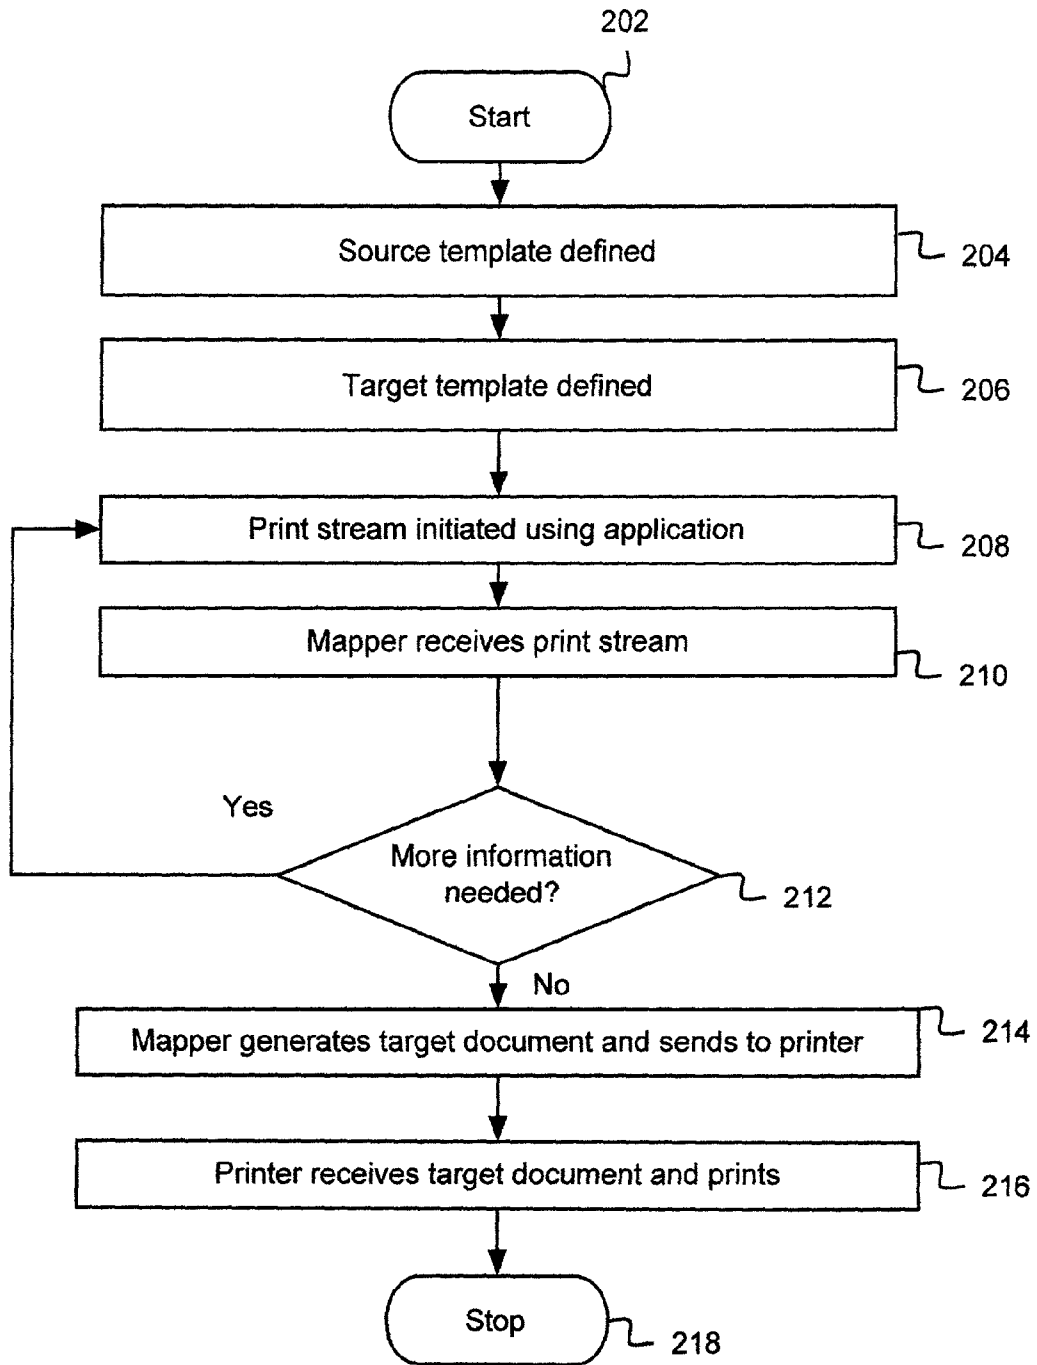 202
Start
Source template defined
204
Target template defined
206
Print stream initiated using application
208
Mapper receives print stream
210
Yes
More information
needed?
212
No
Mapper generates target document and sends to printer
214
Printer receives target document and prints
216
Stop
218